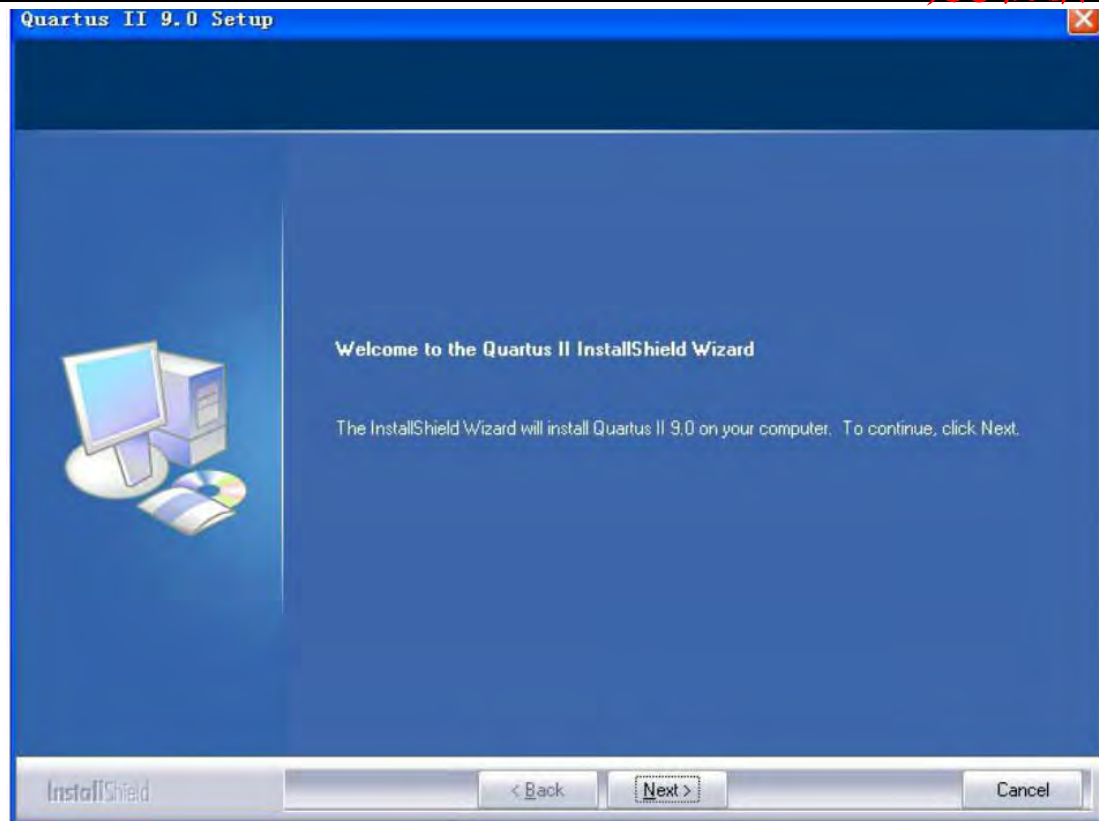 Quartus II 9.0 Setup
Welcome to the Quartus II InstallShield Wizard
The InstallShield Wizard will install Quartus II 9.0 on your computer. To continue, click Next.
InstallShield
< Back
Next >
Cancel